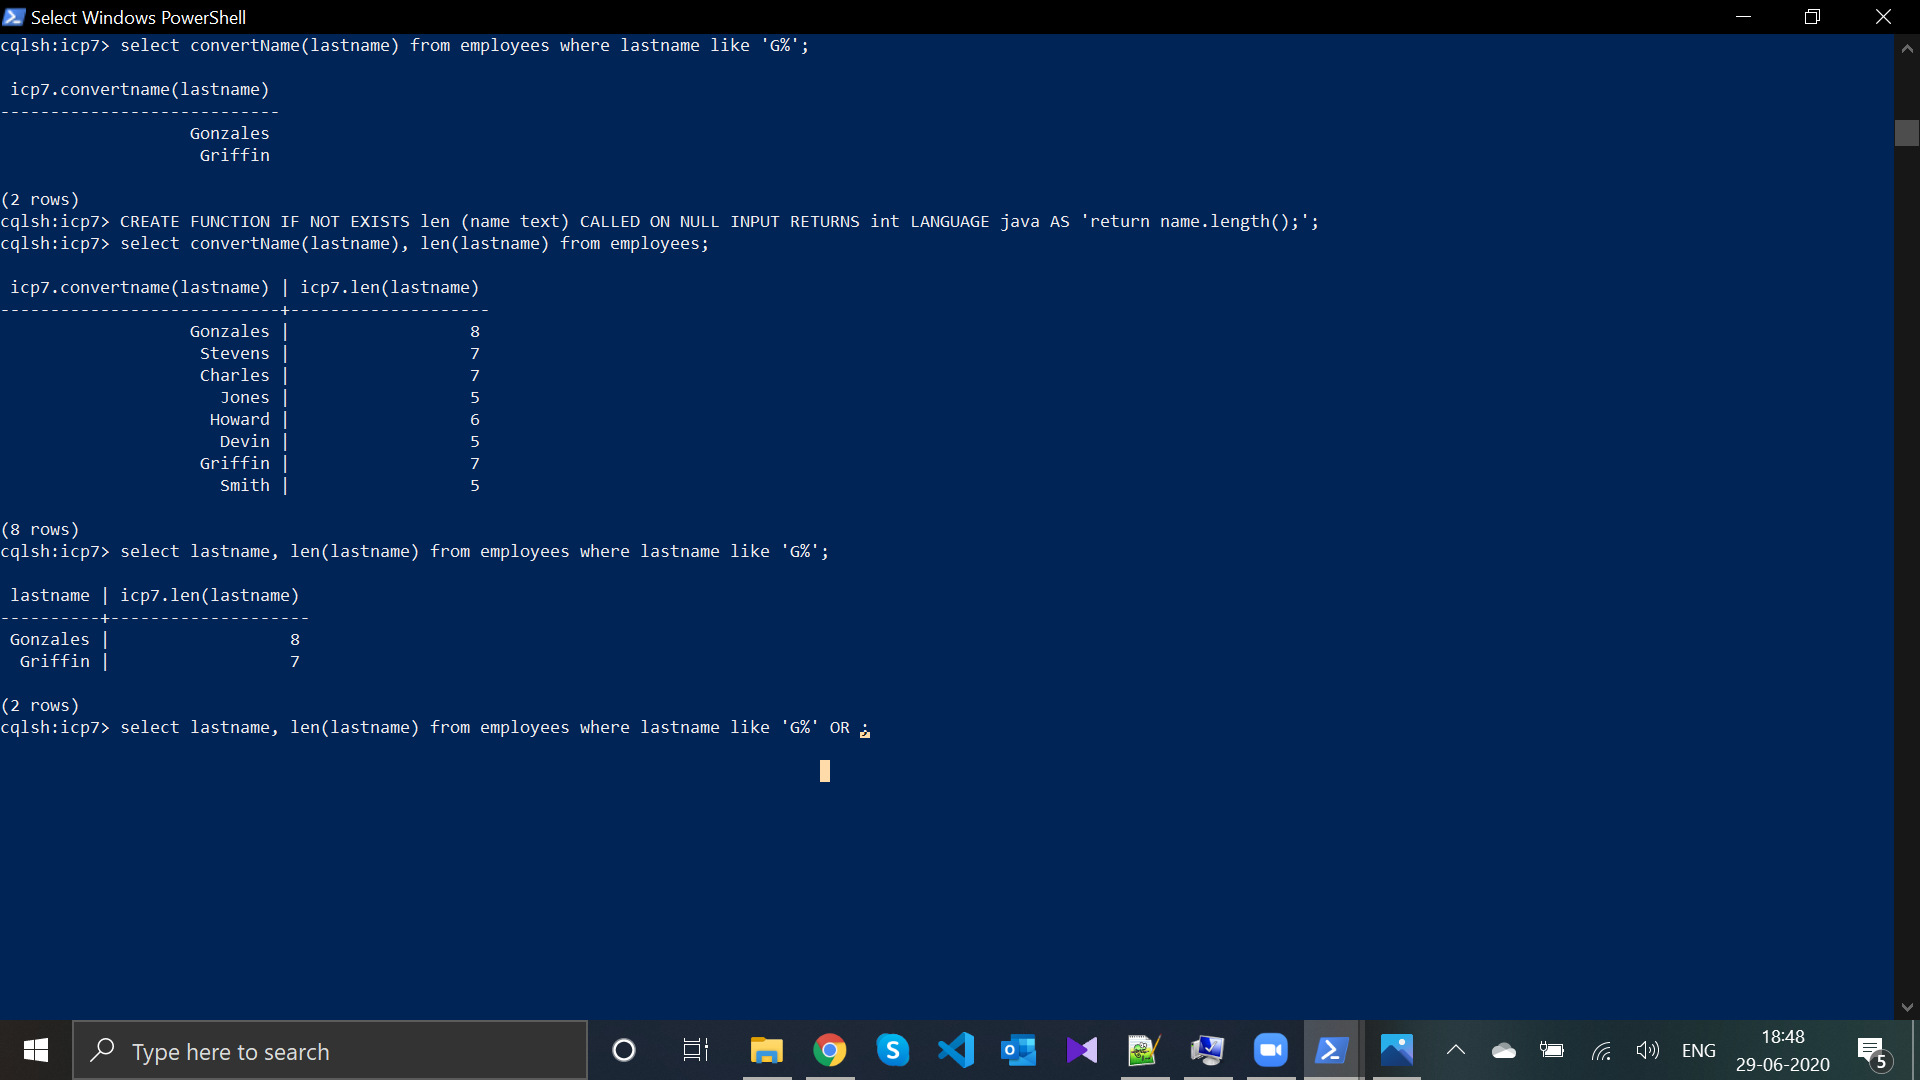 Select Windows PowerShell
cqlsh:icp7> select convertName(lastname) from employees where lastname like 'G%';
icp7.convertname(lastname)
----------------------------
Gonzales
Griffin
(2 rows)
cqlsh:icp7> CREATE FUNCTION IF NOT EXISTS len (name text) CALLED ON NULL INPUT RETURNS int LANGUAGE java AS 'return name.length();';
cqlsh:icp7> select convertName(lastname), len(lastname) from employees;
icp7.convertname(lastname) | icp7.len(lastname)
----------------------------+--------------------
Gonzales | 8
Stevens | 7
Charles | 7
Jones | 5
Howard | 6
Devin | 5
Griffin | 7
Smith | 5
(8 rows)
cqlsh:icp7> select lastname, len(lastname) from employees where lastname like 'G%';
lastname | icp7.len(lastname)
----------+--------------------
Gonzales | 8
Griffin | 7
(2 rows)
cqlsh:icp7> select lastname, len(lastname) from employees where lastname like 'G%' OR ;
Type here to search
ENG
18:48
29-06-2020
5